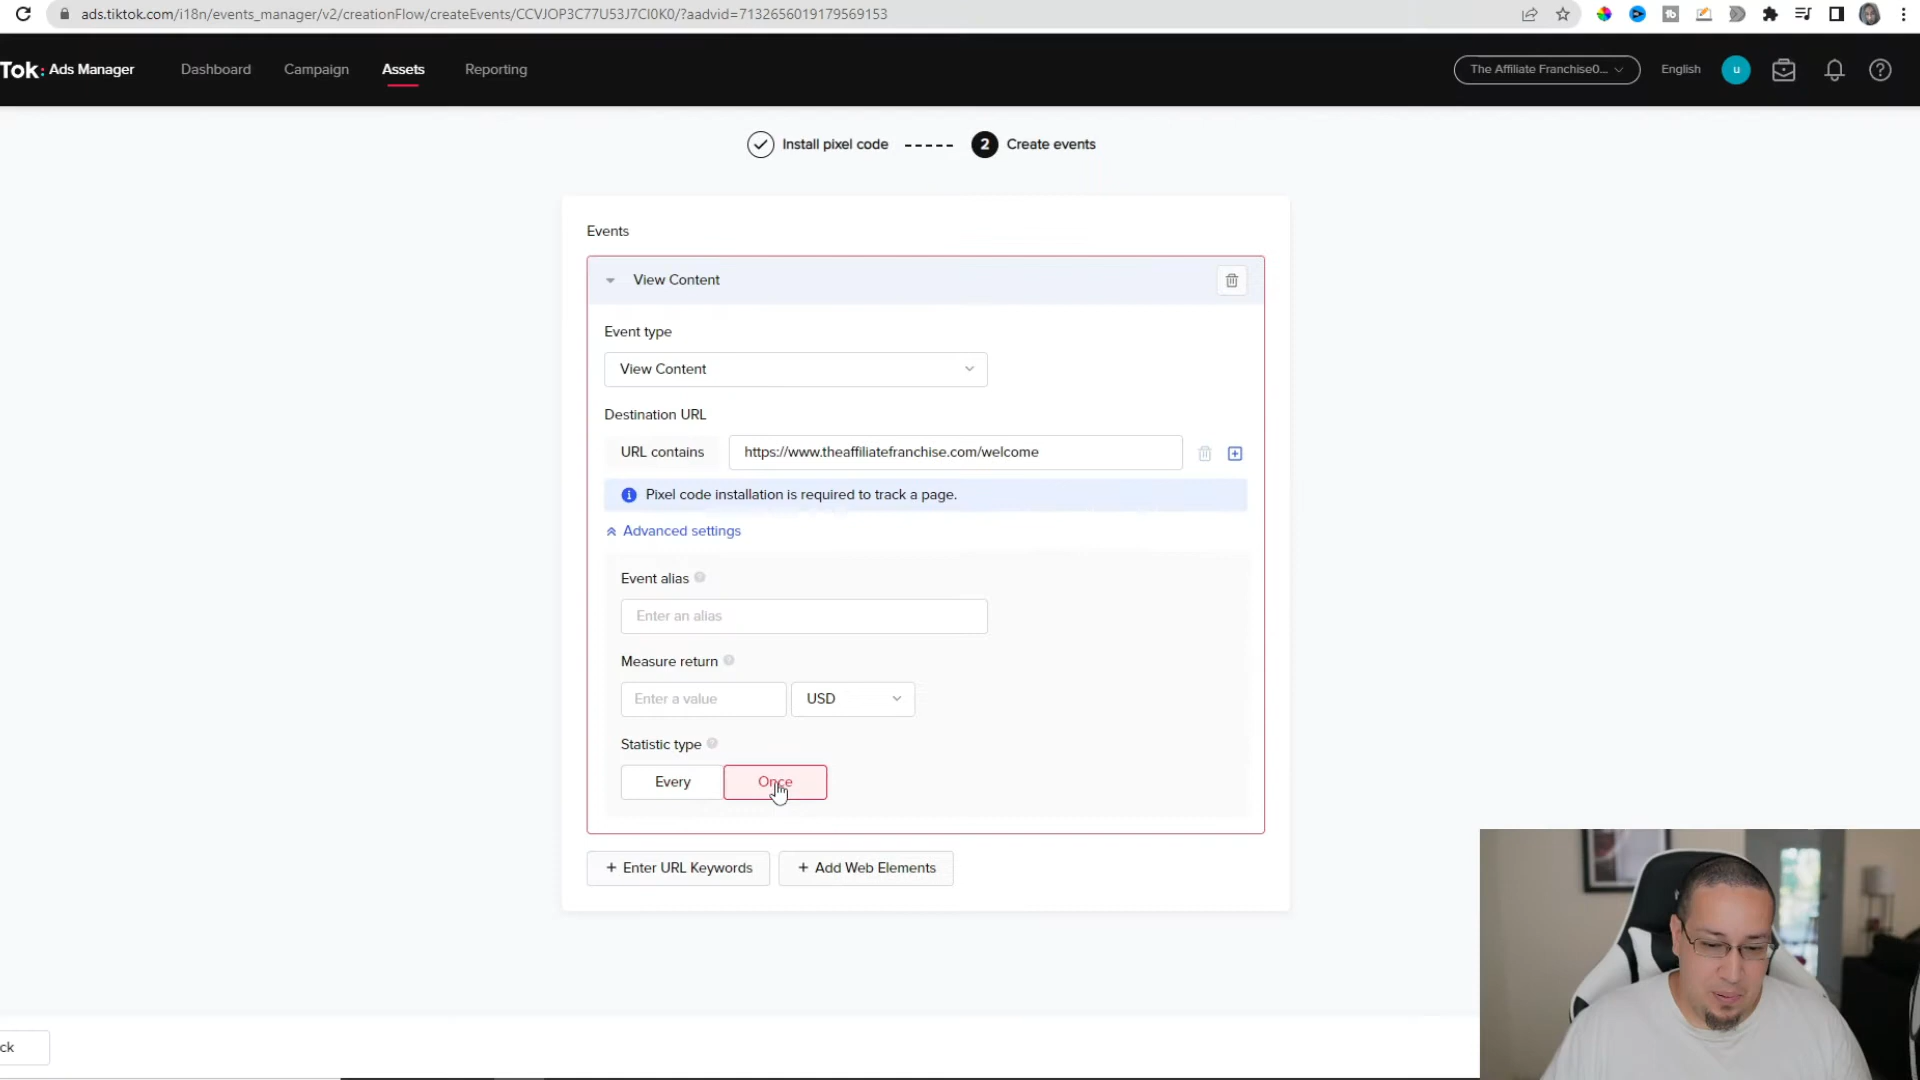 ads.tiktok.com/i18n/events_manager/v2/creationFlow/createEvents/CCVJOP3C77U53J7CI0K0/?aadvid=7132656019179569153
Tok: Ads Manager
Dashboard
Campaign
Assets
Reporting
The Affiliate Franchise0...
English
u
Install pixel code
2 Create events
Events
View Content
Event type
View Content
Destination URL
URL contains
https://www.theaffiliatefranchise.com/welcome
Pixel code installation is required to track a page.
Advanced settings
Event alias
Enter an alias
Measure return
Enter a value
USD
Statistic type
Every
Once
+ Enter URL Keywords
+ Add Web Elements
ck